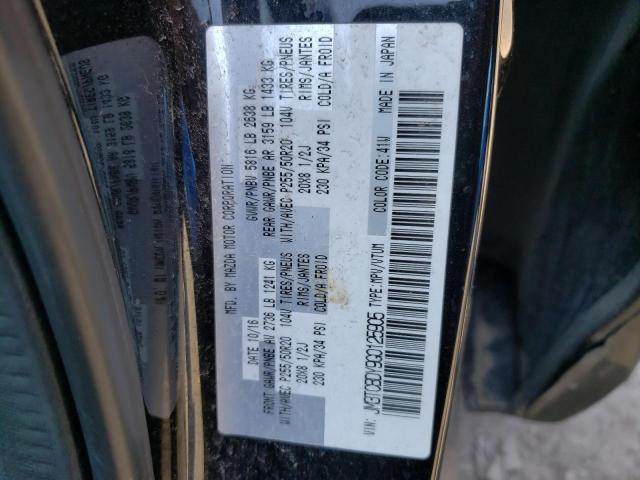 MFD. BY MAZDA MOTOR CORPORATION
DATE 10/16 GVWR/PNBV 5816 LB 2638 KG
FRONT GAWR/PNBE AV 2736 LB 1241 KG REAR GAWR/PNBE AR 3159 LB 1433 KG
WITH/AVEC P255/50R20 104V TIRES/PNEUS WITH/AVEC P255/50R20 104V TIRES/PNEUS
20X8 1/2J RIMS/JANTES 20X8 1/2J RIMS/JANTES
230 KPA/34 PSI COLD/A FROID 230 KPA/34 PSI COLD/A FROID
VIN: JM3TCBDY9G0125905 TYPE:MPV/VTUM COLOR CODE:41W MADE IN JAPAN